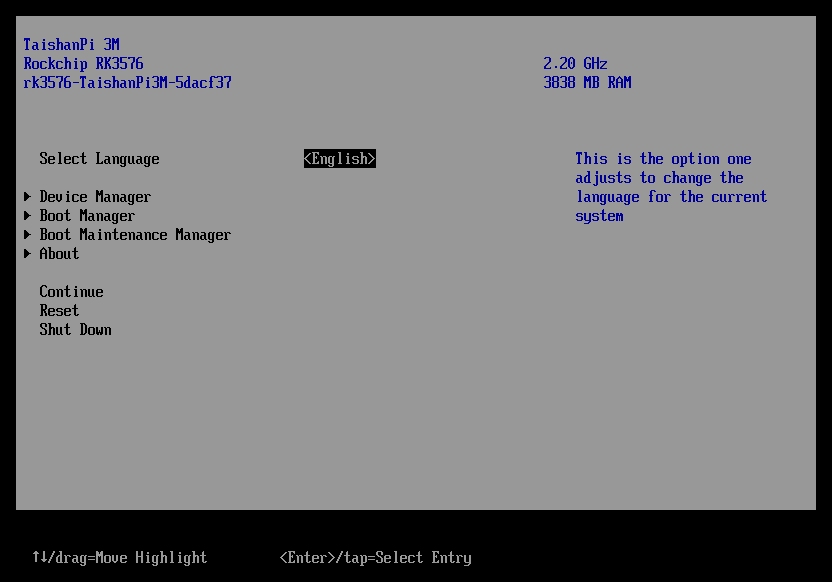 TaishanPi 3M
Rockchip RK3576 2.20 GHz
rk3576-TaishanPi3M-5dacf37 3838 MB RAM
Select Language <English> This is the option one
adjusts to change the
▶ Device Manager language for the current
▶ Boot Manager system
▶ Boot Maintenance Manager
▶ About
Continue
Reset
Shut Down
↑↓/drag=Move Highlight <Enter>/tap=Select Entry